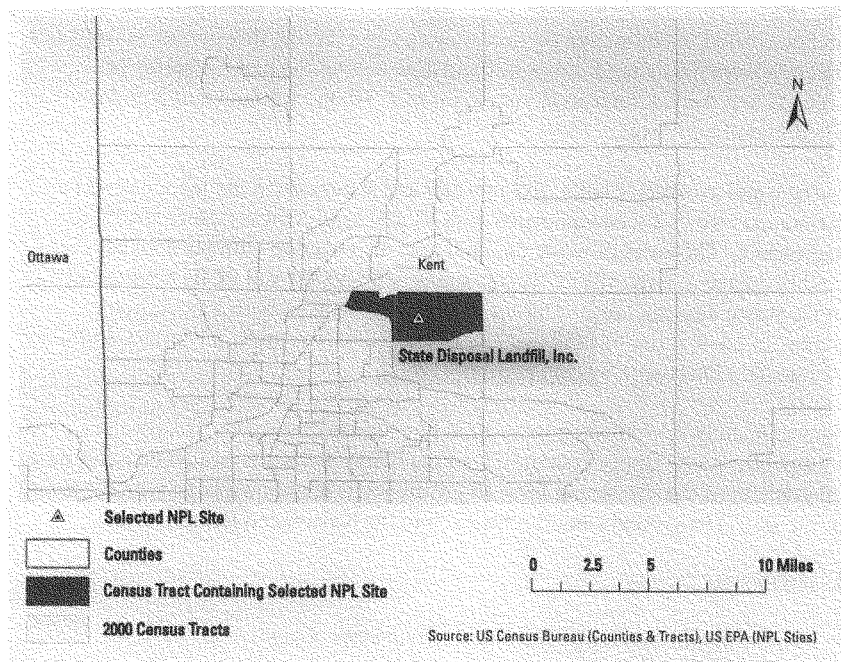 N
Ottawa
Kent
State Disposal Landfill, Inc.
Selected NPL Site
Counties
Census Tract Containing Selected NPL Site
2000 Census Tracts
0 2.5 5 10 Miles
Source: US Census Bureau (Counties & Tracts), US EPA (NPL Sties)